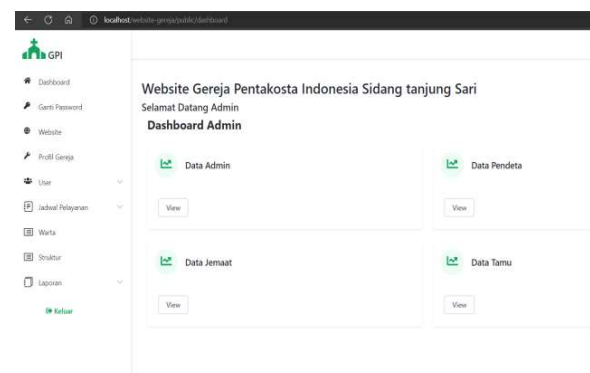 localhost/website-gereja/public/dashboard
GPI
Dashboard
Ganti Password
Website
Profil Gereja
User
Jadwal Pelayanan
Warta
Struktur
Laporan
Keluar
Website Gereja Pentakosta Indonesia Sidang tanjung Sari
Selamat Datang Admin
Dashboard Admin
Data Admin
View
Data Pendeta
View
Data Jemaat
View
Data Tamu
View